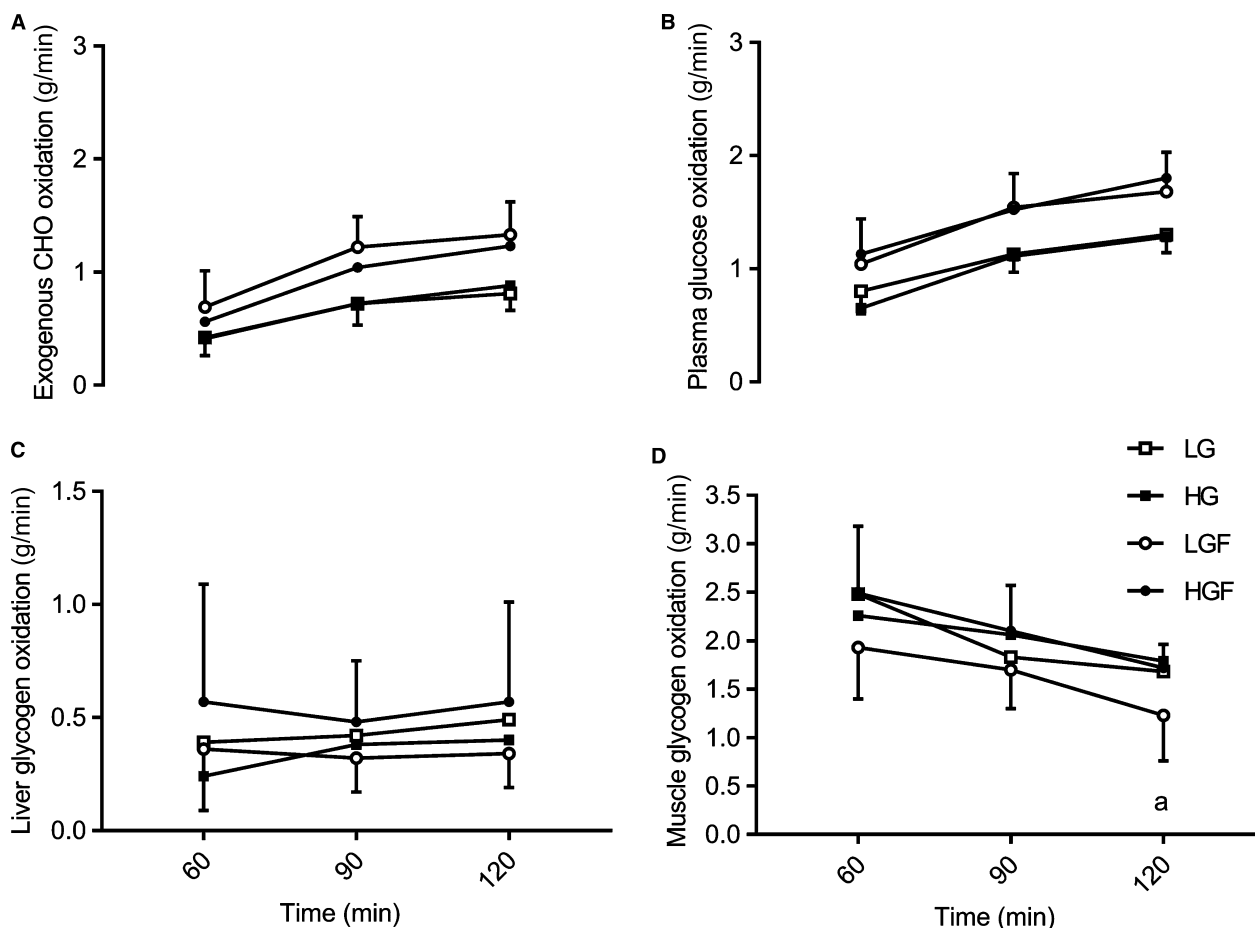 A
Exogenous CHO oxidation (g/min)
3
2
1
0
B
Plasma glucose oxidation (g/min)
3
2
1
0
C
Liver glycogen oxidation (g/min)
1.5
1.0
0.5
0.0
60
90
120
Time (min)
D
Muscle glycogen oxidation (g/min)
3.5
3.0
2.5
2.0
1.5
1.0
0.5
0.0
LG
HG
LGF
HGF
a
60
90
120
Time (min)